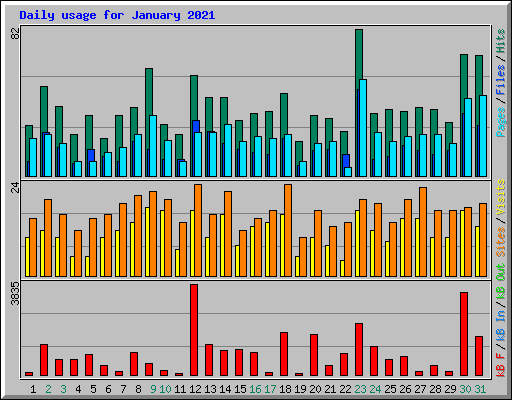 Daily usage for January 2021
82
Pages / Files / Hits
24
Sites / Visits
3835
kB F / kB In / kB Out
1 2 3 4 5 6 7 8 9 10 11 12 13 14 15 16 17 18 19 20 21 22 23 24 25 26 27 28 29 30 31